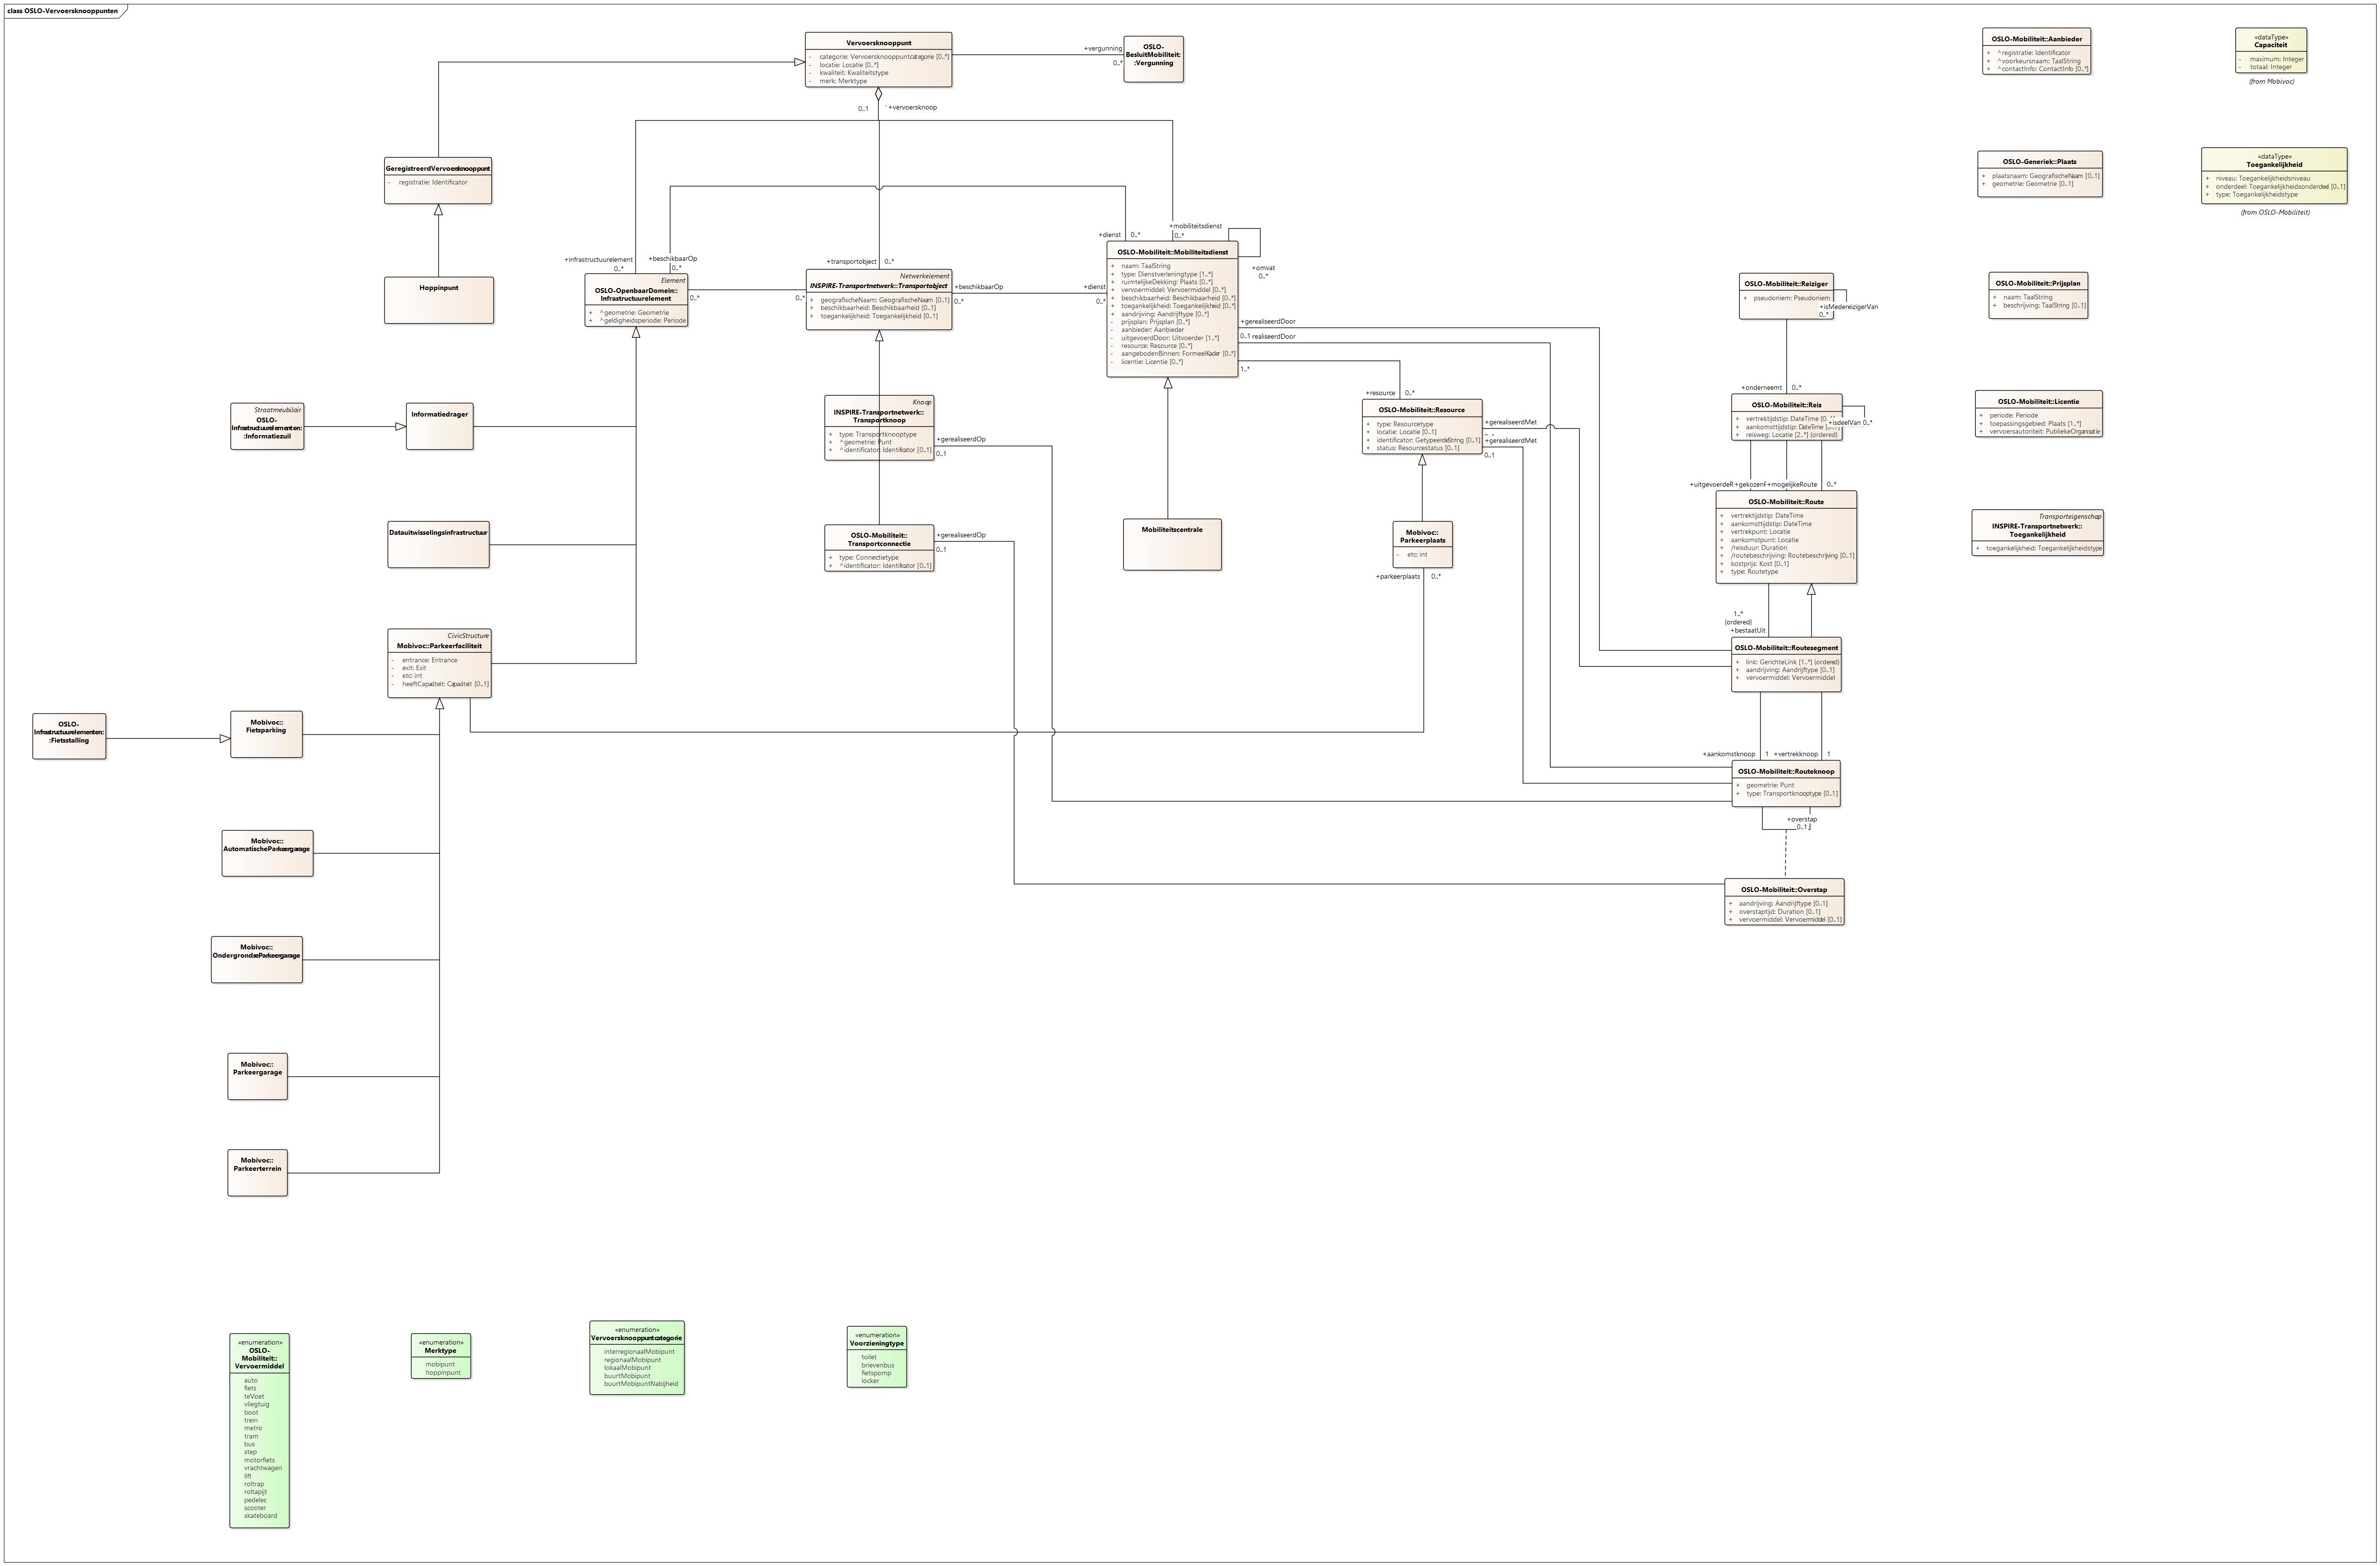 class OSLO-Vervoersknooppunten
Vervoersknooppunt
- categorie: Vervoersknooppuntcategorie [0..*]
- locatie: Locatie [0..*]
- kwaliteit: Kwaliteitstype
- merk: Merktype
+vergunning
0..*
OSLO-
BesluitMobiliteit:
:Vergunning
0..1
+vervoersknoop
OSLO-Mobiliteit::Aanbieder
+ ^registratie: Identificator
+ ^voorkeursnaam: TaalString
+ ^contactInfo: ContactInfo [0..*]
«dataType»
Capaciteit
- maximum: Integer
- totaal: Integer
(from Mobivoc)
GeregistreerdVervoersknooppunt
- registratie: Identificator
OSLO-Generiek::Plaats
+ plaatsnaam: GeografischeNaam [0..1]
+ geometrie: Geometrie [0..1]
«dataType»
Toegankelijkheid
+ niveau: Toegankelijkheidsniveau
+ onderdeel: Toegankelijkheidsonderdeel [0..1]
+ type: Toegankelijkheidstype
(from OSLO-Mobiliteit)
Hoppinpunt
+infrastructuurelement
0..*
+beschikbaarOp
0..*
+transportobject
0..*
+dienst
0..*
+mobiliteitsdienst
0..*
+omvat
0..*
Element
OSLO-OpenbaarDomein::
Infrastructuurelement
+ ^geometrie: Geometrie
+ ^geldigheidsperiode: Periode
0..*
0..*
Netwerkelement
INSPIRE-Transportnetwerk::Transportobject
+ geografischeNaam: GeografischeNaam [0..1]
+ beschikbaarheid: Beschikbaarheid [0..1]
+ toegankelijkheid: Toegankelijkheid [0..1]
+beschikbaarOp
0..*
+dienst
0..*
OSLO-Mobiliteit::Mobiliteitsdienst
+ naam: TaalString
+ type: Dienstverleningtype [1..*]
+ ruimtelijkeDekking: Plaats [0..*]
+ vervoermiddel: Vervoermiddel [0..*]
+ beschikbaarheid: Beschikbaarheid [0..*]
+ toegankelijkheid: Toegankelijkheid [0..*]
+ aandrijving: Aandrijftype [0..*]
- prijsplan: Prijsplan [0..*]
- aanbieder: Aanbieder
- uitgevoerdDoor: Uitvoerder [1..*]
- resource: Resource [0..*]
- aangebodenBinnen: FormeelKader [0..*]
- licentie: Licentie [0..*]
+gerealiseerdDoor
0..1
realiseerdDoor
1..*
OSLO-Mobiliteit::Reiziger
+ pseudoniem: Pseudoniem
+isMedereizigerVan
0..*
OSLO-Mobiliteit::Prijsplan
+ naam: TaalString
+ beschrijving: TaalString [0..1]
+onderneemt
0..*
Straatmeubilair
OSLO-
Infrastructuurelementen:
:Informatiezuil
Informatiedrager
Knoop
INSPIRE-Transportnetwerk::
Transportknoop
+ type: Transportknooptype
+ ^geometrie: Punt
+ ^identificator: Identificator [0..1]
+gerealiseerdOp
0..1
+resource
0..*
OSLO-Mobiliteit::Resource
+ type: Resourcetype
+ locatie: Locatie [0..1]
+ identificator: GetypeerdeString [0..1]
+ status: Resourcestatus [0..1]
+gerealiseerdMet
+gerealiseerdMet
0..1
OSLO-Mobiliteit::Reis
+ vertrektijdstip: DateTime
+ aankomsttijdstip: DateTime
+ reisweg: Locatie [2..*] {ordered}
+isdeelVan 0..*
OSLO-Mobiliteit::Licentie
+ periode: Periode
+ toepassingsgebied: Plaats [1..*]
+ vervoersautoriteit: PubliekeOrganisatie
+uitgevoerdeR
+gekozenR
+mogelijkeRoute
0..*
Datauitwisselingsinfrastructuur
OSLO-Mobiliteit::
Transportconnectie
+ type: Connectietype
+ ^identificator: Identificator [0..1]
+gerealiseerdOp
0..1
Mobiliteitscentrale
Mobivoc::
Parkeerplaats
- etc: int
+parkeerplaats
0..*
OSLO-Mobiliteit::Route
+ vertrektijdstip: DateTime
+ aankomsttijdstip: DateTime
+ vertrekpunt: Locatie
+ aankomstpunt: Locatie
+ /reisduur: Duration
+ /routebeschrijving: Routebeschrijving [0..1]
+ kostprijs: Kost [0..1]
+ type: Routetype
Transporteigenschap
INSPIRE-Transportnetwerk::
Toegankelijkheid
+ toegankelijkheid: Toegankelijkheidstype
1..*
{ordered}
+bestaatUit
CivicStructure
Mobivoc::Parkeerfaciliteit
- entrance: Entrance
- exit: Exit
- etc: int
- heeftCapaciteit: Capaciteit [0..1]
OSLO-Mobiliteit::Routesegment
+ link: GerichteLink [1..*] {ordered}
+ aandrijving: Aandrijftype [0..1]
+ vervoermiddel: Vervoermiddel
OSLO-
Infrastructuurelementen:
:Fietsstalling
Mobivoc::
Fietsparking
+aankomstknoop
1
+vertrekknoop
1
OSLO-Mobiliteit::Routeknoop
+ geometrie: Punt
+ type: Transportknooptype [0..1]
+overstap
0..1
Mobivoc::
AutomatischeParkeergarage
OSLO-Mobiliteit::Overstap
+ aandrijving: Aandrijftype [0..1]
+ overstaptijd: Duration [0..1]
+ vervoermiddel: Vervoermiddel [0..1]
Mobivoc::
OndergrondseParkeergarage
Mobivoc::
Parkeergarage
Mobivoc::
Parkeerterrein
«enumeration»
OSLO-
Mobiliteit::
Vervoermiddel
auto
fiets
teVoet
vliegtuig
boot
trein
metro
tram
bus
step
motorfiets
vrachtwagen
lift
roltrap
roltapijt
pedelec
scooter
skateboard
«enumeration»
Merktype
mobipunt
hoppinpunt
«enumeration»
Vervoersknooppuntcategorie
interregionaalMobipunt
regionaalMobipunt
lokaalMobipunt
buurtMobipunt
buurtMobipuntNabijheid
«enumeration»
Voorzieningtype
toilet
brievenbus
fietspomp
locker